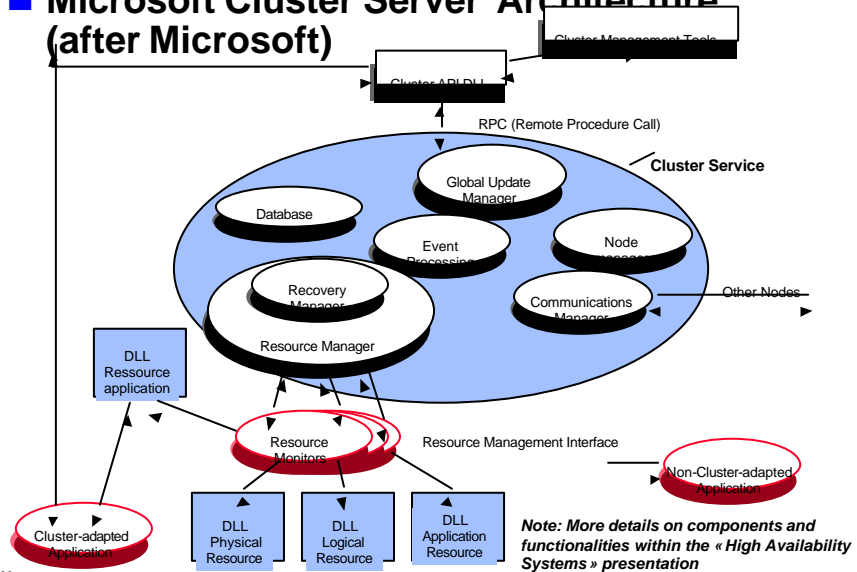 Microsoft Cluster Server Architecture
(after Microsoft)
Cluster Management Tools
Cluster API DLL
RPC (Remote Procedure Call)
Cluster Service
Global Update
Manager
Database
Event
Processing
Node
manager
Recovery
Manager
Communications
Manager
Other Nodes
Resource Manager
DLL
Ressource
application
Resource
Monitors
Resource Management Interface
Non-Cluster-adapted
Application
Cluster-adapted
Application
DLL
Physical
Resource
DLL
Logical
Resource
DLL
Application
Resource
Note: More details on components and
functionalities within the « High Availability
Systems » presentation